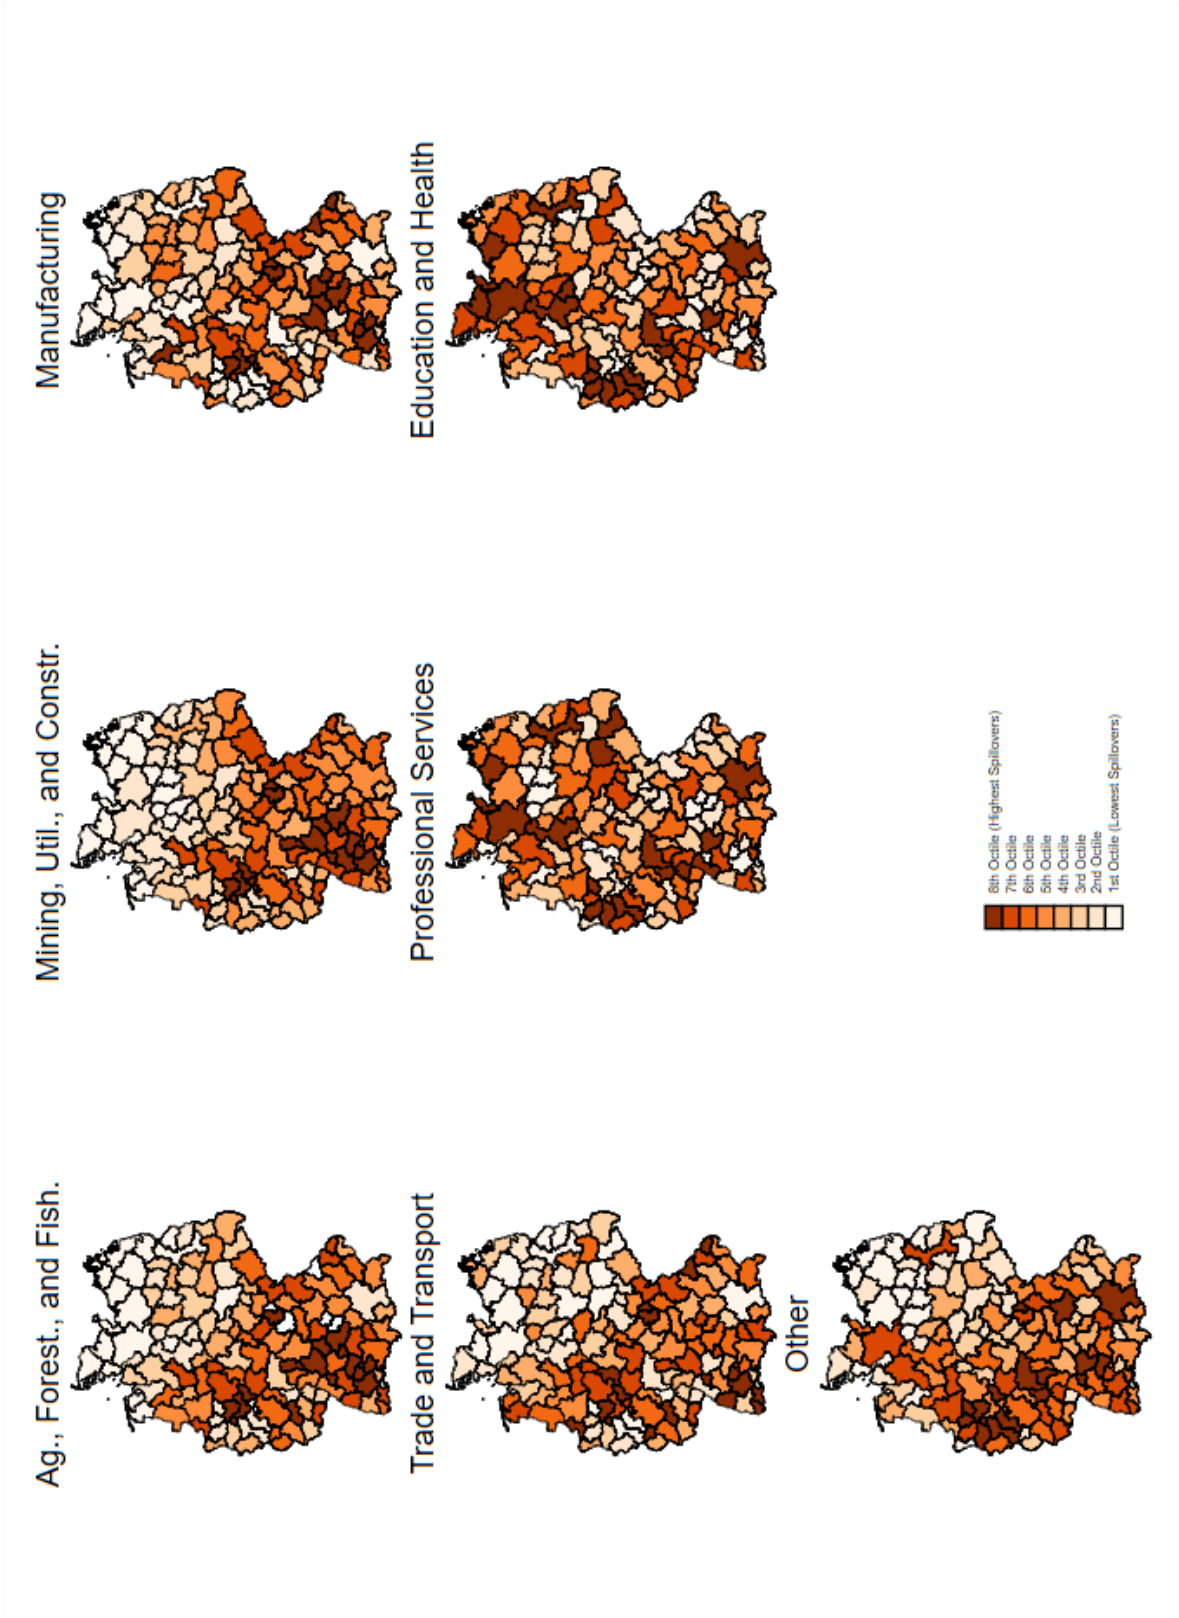 Ag., Forest., and Fish.
Mining, Util., and Constr.
Manufacturing
Trade and Transport
Professional Services
Education and Health
Other
8th Octile (Highest Spillovers)
7th Octile
6th Octile
5th Octile
4th Octile
3rd Octile
2nd Octile
1st Octile (Lowest Spillovers)